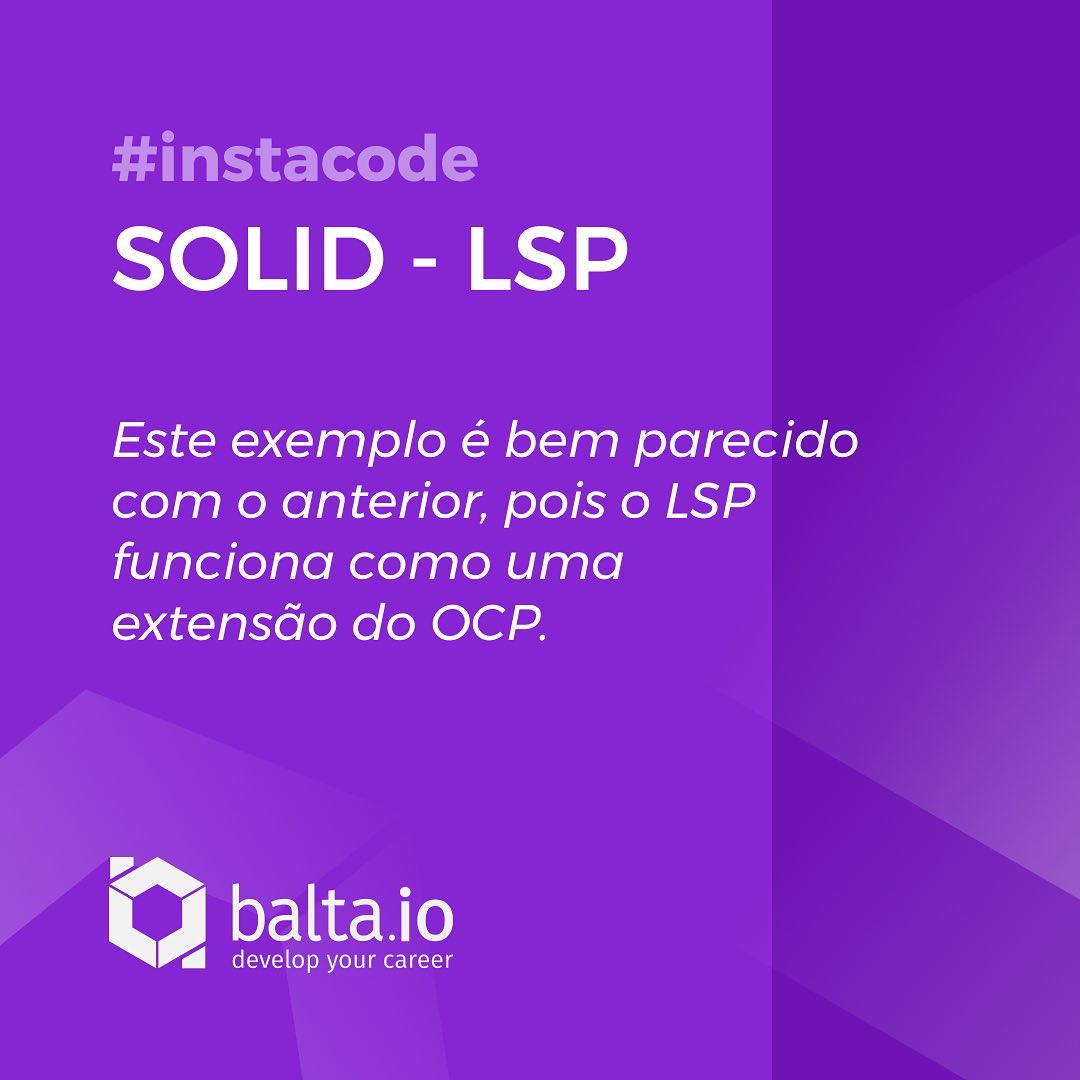 #instacode
SOLID - LSP
Este exemplo é bem parecido
com o anterior, pois o LSP
funciona como uma
extensão do OCP.
balta.io
develop your career